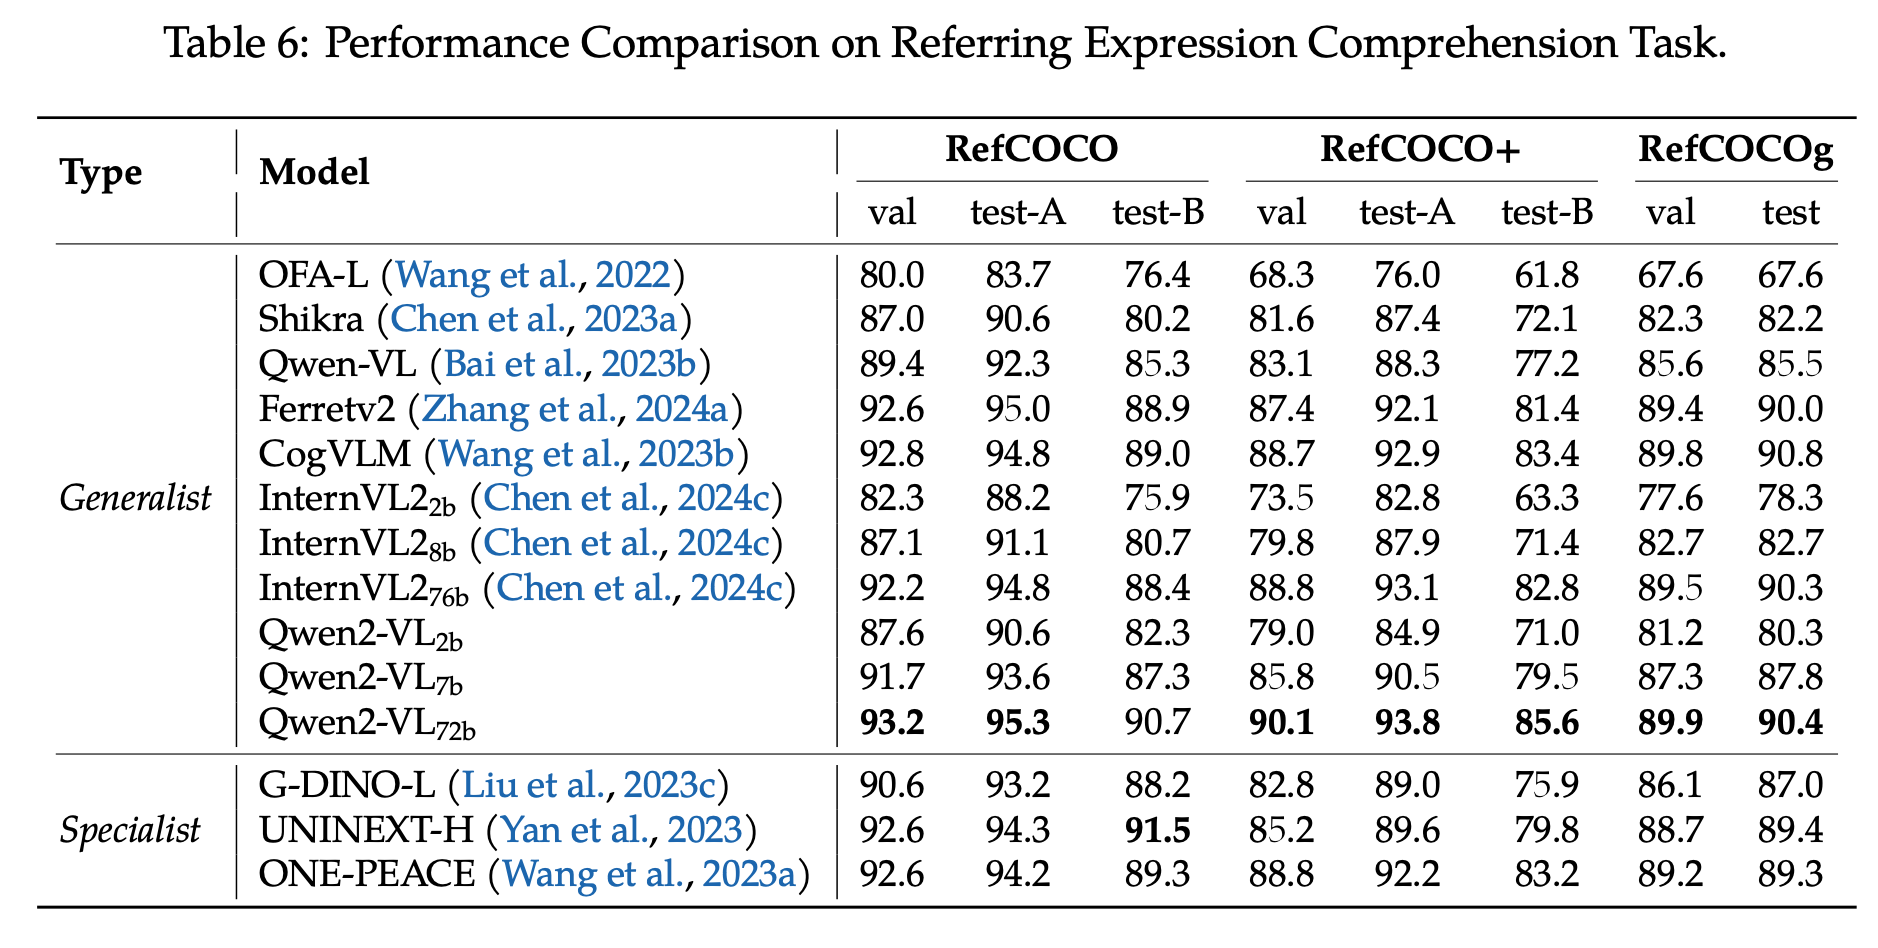 Table 6: Performance Comparison on Referring Expression Comprehension Task.
Type Model RefCOCO RefCOCO+ RefCOCOg
val test-A test-B val test-A test-B val test
OFA-L (Wang et al., 2022) 80.0 83.7 76.4 68.3 76.0 61.8 67.6 67.6
Shikra (Chen et al., 2023a) 87.0 90.6 80.2 81.6 87.4 72.1 82.3 82.2
Qwen-VL (Bai et al., 2023b) 89.4 92.3 85.3 83.1 88.3 77.2 85.6 85.5
Ferretv2 (Zhang et al., 2024a) 92.6 95.0 88.9 87.4 92.1 81.4 89.4 90.0
CogVLM (Wang et al., 2023b) 92.8 94.8 89.0 88.7 92.9 83.4 89.8 90.8
Generalist InternVL2 2b (Chen et al., 2024c) 82.3 88.2 75.9 73.5 82.8 63.3 77.6 78.3
InternVL2 8b (Chen et al., 2024c) 87.1 91.1 80.7 79.8 87.9 71.4 82.7 82.7
InternVL2 76b (Chen et al., 2024c) 92.2 94.8 88.4 88.8 93.1 82.8 89.5 90.3
Qwen2-VL 2b 87.6 90.6 82.3 79.0 84.9 71.0 81.2 80.3
Qwen2-VL 7b 91.7 93.6 87.3 85.8 90.5 79.5 87.3 87.8
Qwen2-VL 72b 93.2 95.3 90.7 90.1 93.8 85.6 89.9 90.4
G-DINO-L (Liu et al., 2023c) 90.6 93.2 88.2 82.8 89.0 75.9 86.1 87.0
Specialist UNINEXT-H (Yan et al., 2023) 92.6 94.3 91.5 85.2 89.6 79.8 88.7 89.4
ONE-PEACE (Wang et al., 2023a) 92.6 94.2 89.3 88.8 92.2 83.2 89.2 89.3